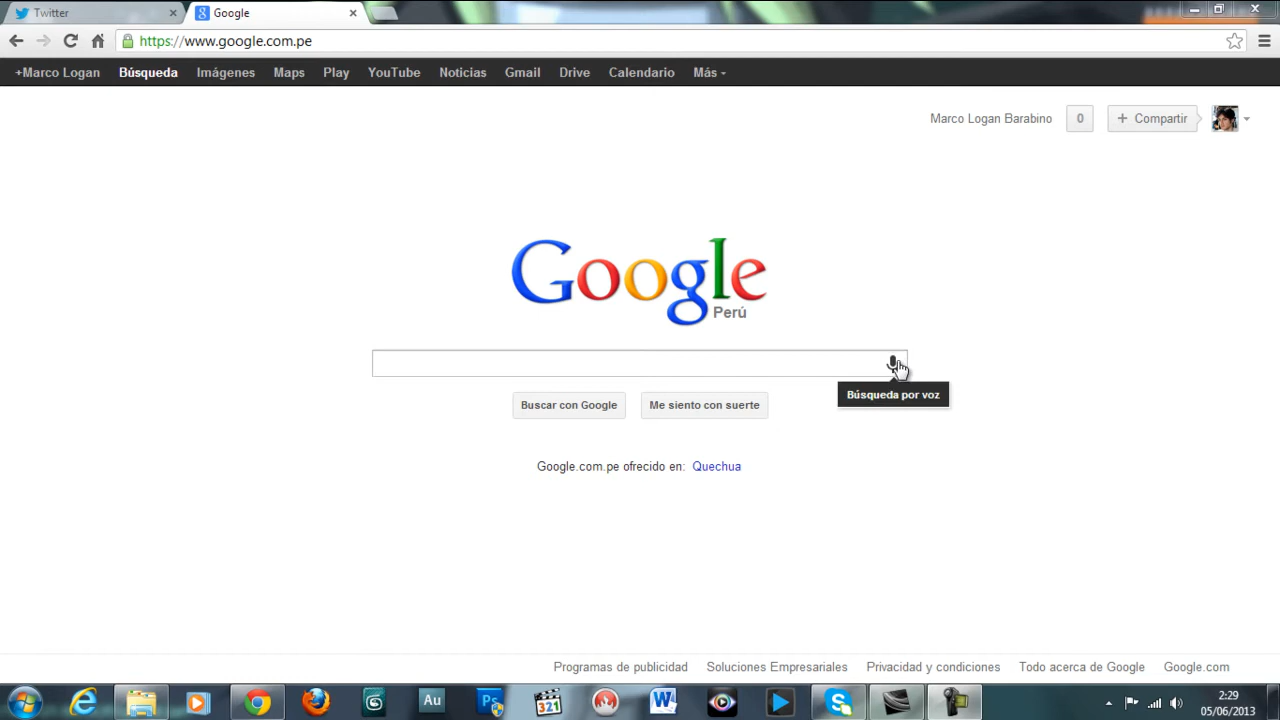 Twitter
Google
https://www.google.com.pe
+Marco Logan Búsqueda Imágenes Maps Play YouTube Noticias Gmail Drive Calendario Más
Marco Logan Barabino 0 + Compartir
Google
Perú
Búsqueda por voz
Buscar con Google Me siento con suerte
Google.com.pe ofrecido en: Quechua
Programas de publicidad Soluciones Empresariales Privacidad y condiciones Todo acerca de Google Google.com
Au Ps 321 W S 2:29
05/06/2013